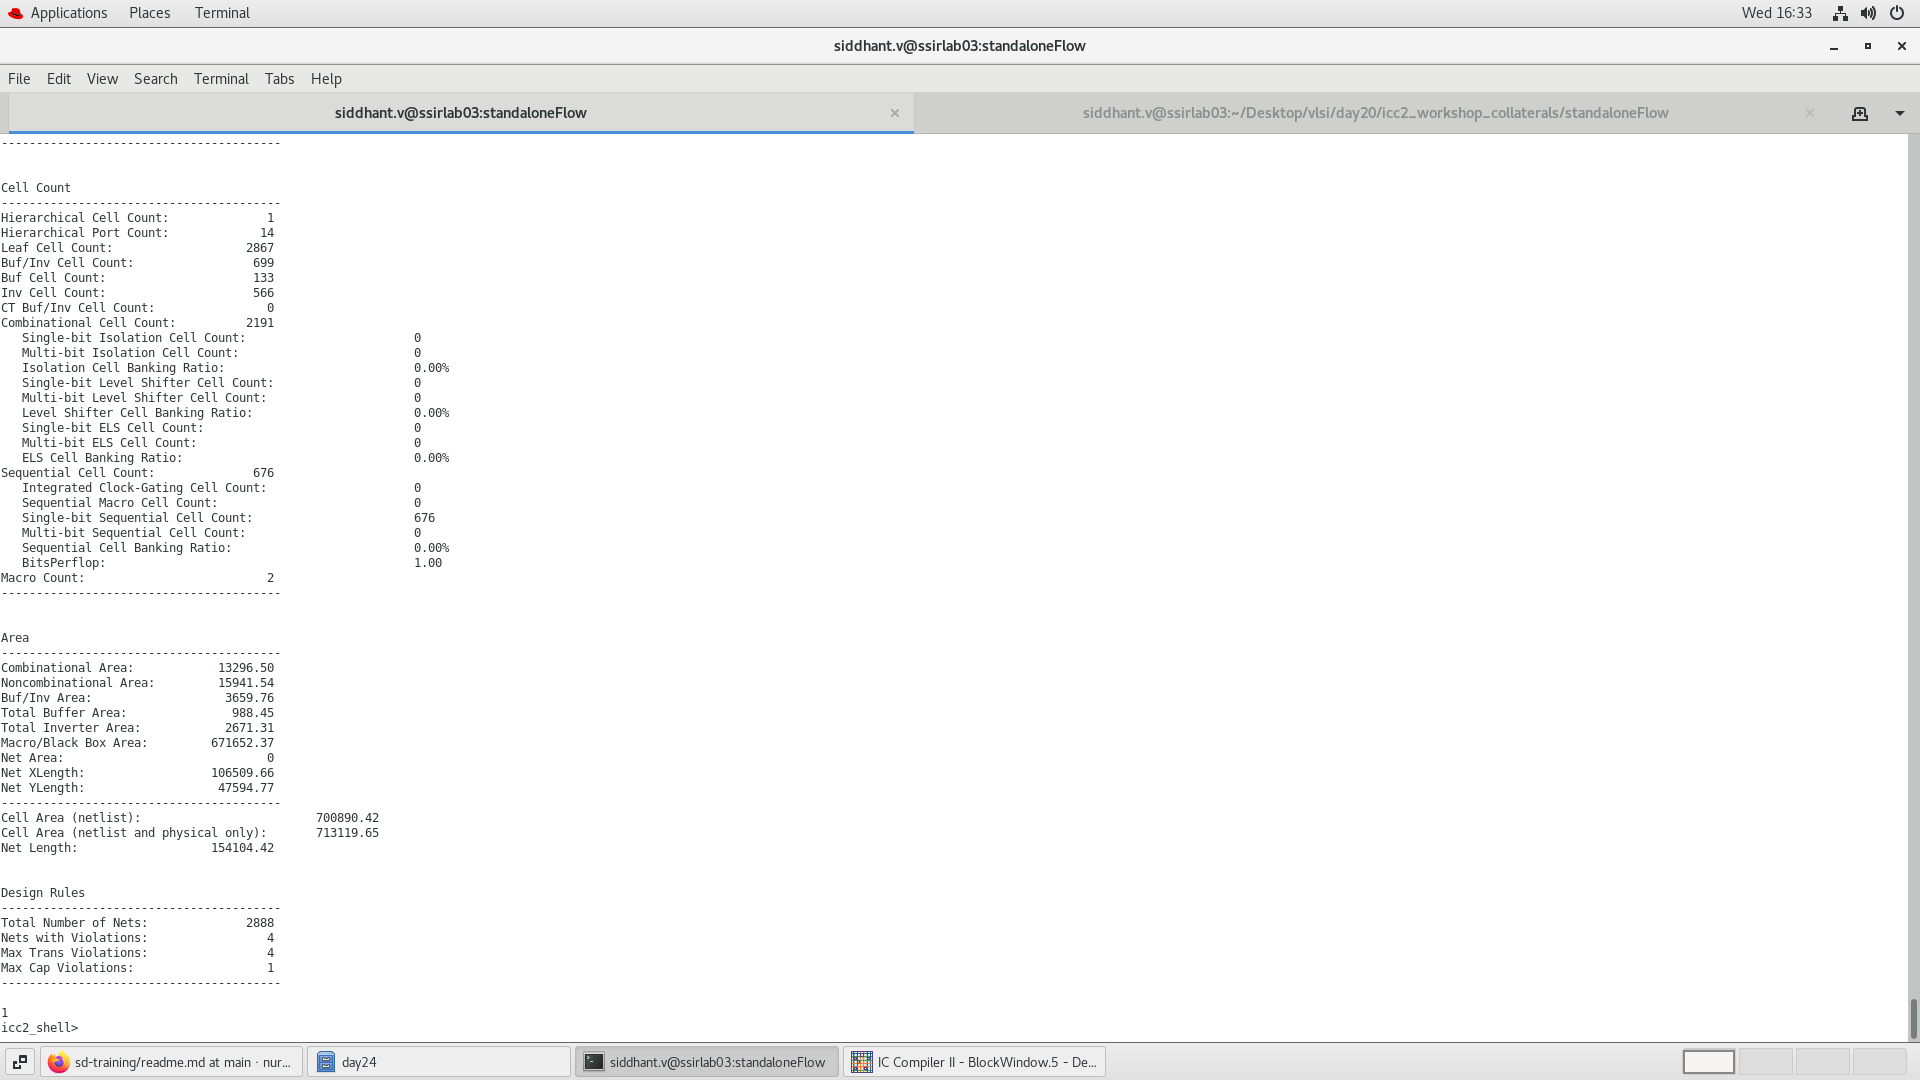 Applications Places Terminal Wed 16:33
siddhant.v@ssirlab03:standaloneFlow
File Edit View Search Terminal Tabs Help
siddhant.v@ssirlab03:standaloneFlow × siddhant.v@ssirlab03:~/Desktop/vlsi/day20/icc2_workshop_collaterals/standaloneFlow ×
----------------------------------------
Cell Count
----------------------------------------
Hierarchical Cell Count: 1
Hierarchical Port Count: 14
Leaf Cell Count: 2867
Buf/Inv Cell Count: 699
Buf Cell Count: 133
Inv Cell Count: 566
CT Buf/Inv Cell Count: 0
Combinational Cell Count: 2191
Single-bit Isolation Cell Count: 0
Multi-bit Isolation Cell Count: 0
Isolation Cell Banking Ratio: 0.00%
Single-bit Level Shifter Cell Count: 0
Multi-bit Level Shifter Cell Count: 0
Level Shifter Cell Banking Ratio: 0.00%
Single-bit ELS Cell Count: 0
Multi-bit ELS Cell Count: 0
ELS Cell Banking Ratio: 0.00%
Sequential Cell Count: 676
Integrated Clock-Gating Cell Count: 0
Sequential Macro Cell Count: 0
Single-bit Sequential Cell Count: 676
Multi-bit Sequential Cell Count: 0
Sequential Cell Banking Ratio: 0.00%
BitsPerflop: 1.00
Macro Count: 2
----------------------------------------
Area
----------------------------------------
Combinational Area: 13296.50
Noncombinational Area: 15941.54
Buf/Inv Area: 3659.76
Total Buffer Area: 988.45
Total Inverter Area: 2671.31
Macro/Black Box Area: 671652.37
Net Area: 0
Net XLength: 106509.66
Net YLength: 47594.77
----------------------------------------
Cell Area (netlist): 700890.42
Cell Area (netlist and physical only): 713119.65
Net Length: 154104.42
Design Rules
----------------------------------------
Total Number of Nets: 2888
Nets with Violations: 4
Max Trans Violations: 4
Max Cap Violations: 1
----------------------------------------
1
icc2_shell>
sd-training/readme.md at main · nur... day24 siddhant.v@ssirlab03:standaloneFlow IC Compiler II - BlockWindow.5 - De...